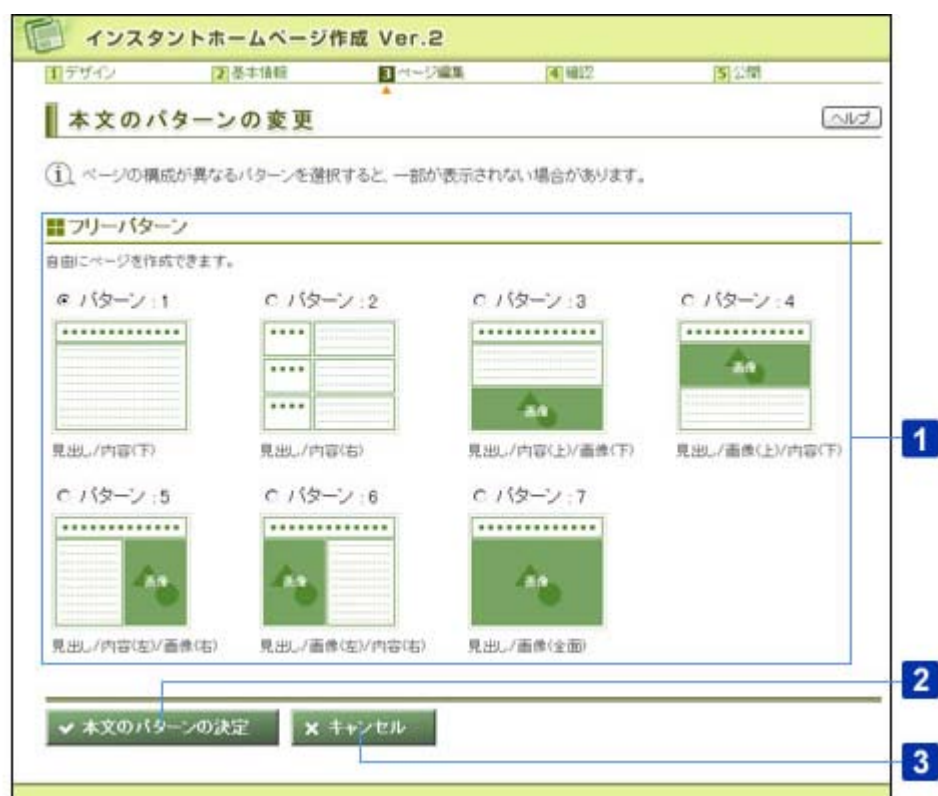 インスタントホームページ作成 Ver.2
1 デザイン 2 基本情報 3 ページ編集 4 確認 5 公開
本文のパターンの変更
ヘルプ
ページの構成が異なるパターンを選択すると、一部が表示されない場合があります。
フリーパターン
自由にページを作成できます。
パターン：1 パターン：2 パターン：3 パターン：4
画像
画像
見出し/内容(下) 見出し/内容(右) 見出し/内容(上)/画像(下) 見出し/画像(上)/内容(下)
1
パターン：5 パターン：6 パターン：7
画像 画像 画像
見出し/内容(左)/画像(右) 見出し/画像(左)/内容(右) 見出し/画像(全面)
2
本文のパターンの決定 キャンセル
3